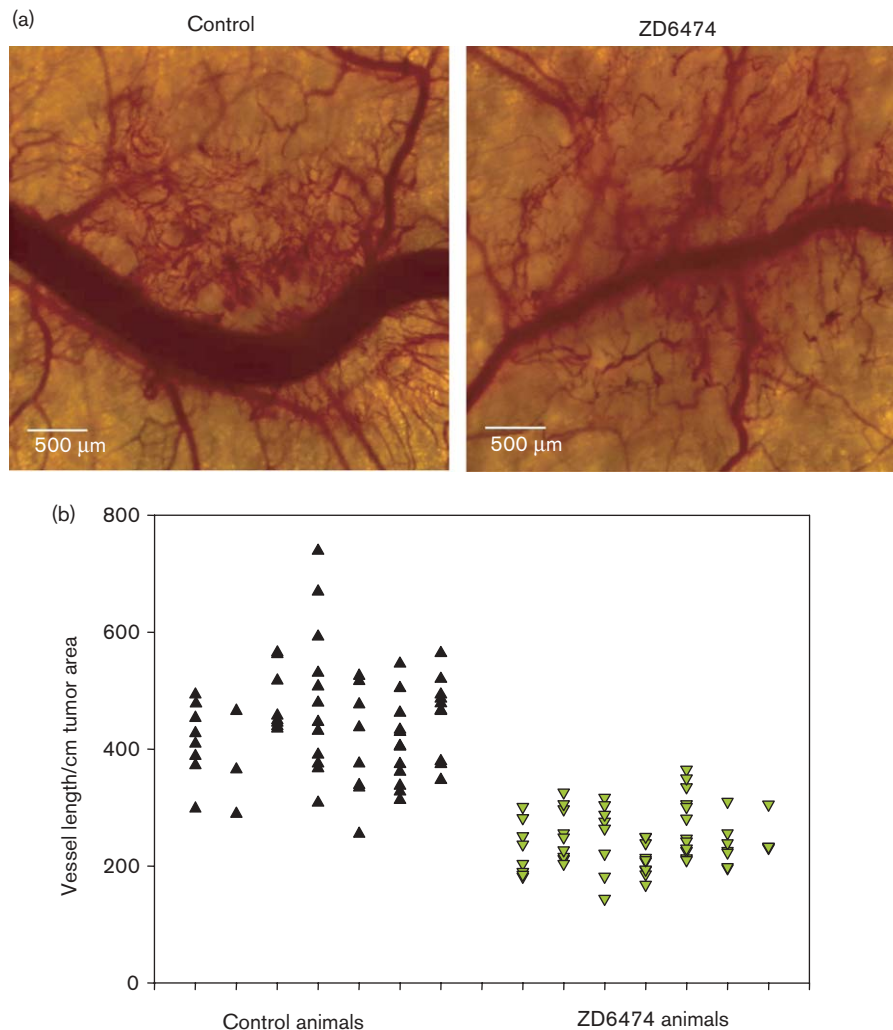 (a)
Control
ZD6474
500 µm
500 µm
(b)
800
600
400
200
0
Vessel length/cm tumor area
Control animals
ZD6474 animals